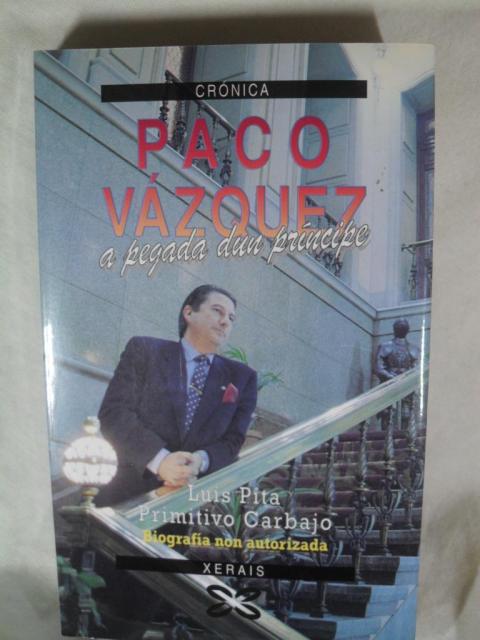 CRÓNICA
PACO
VÁZQUEZ
a pegada dun príncipe
Luis Pita
Primitivo Carbajo
Biografía non autorizada
XERAIS